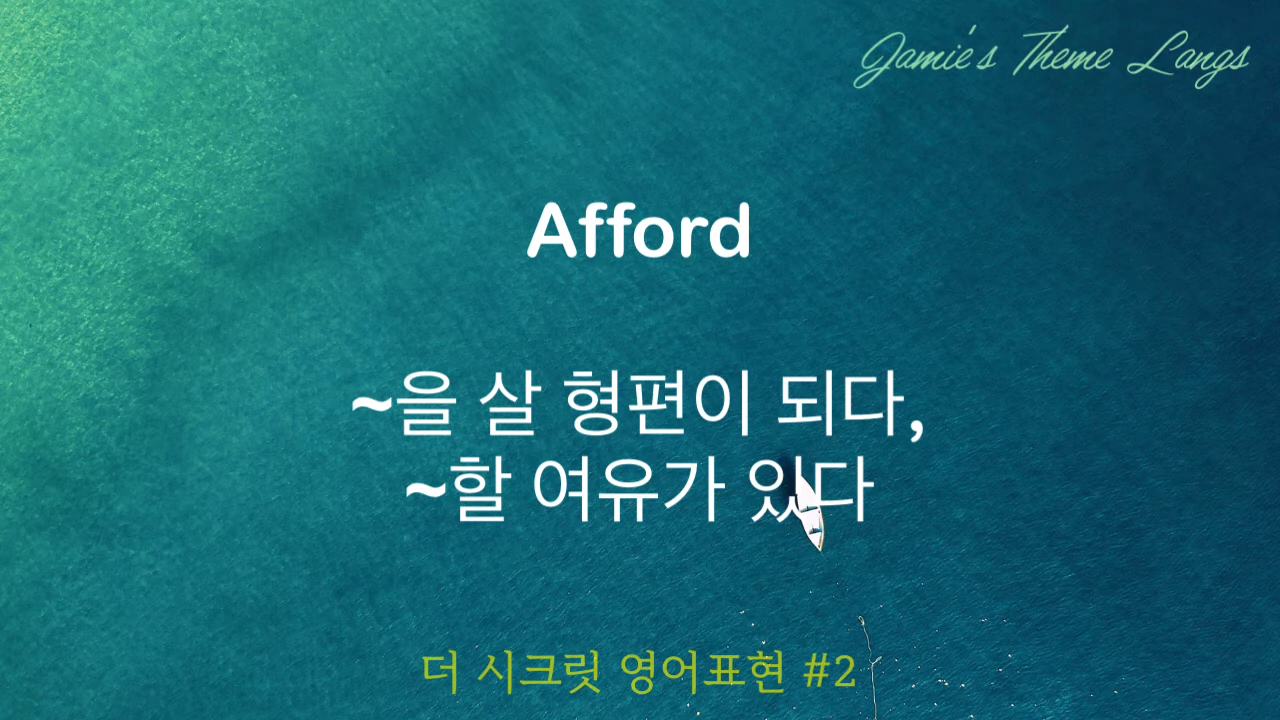 Jamie's Theme Langs
Afford
~을 살 형편이 되다,
~할 여유가 있다
더 시크릿 영어표현 #2